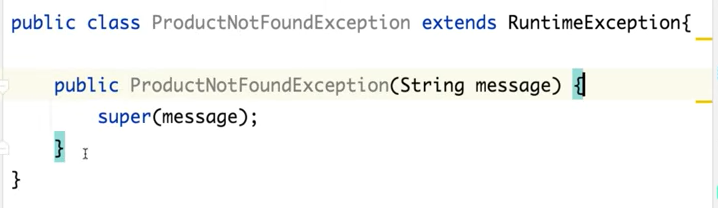 public class ProductNotFoundException extends RuntimeException{
public ProductNotFoundException(String message) {
super(message);
}
}